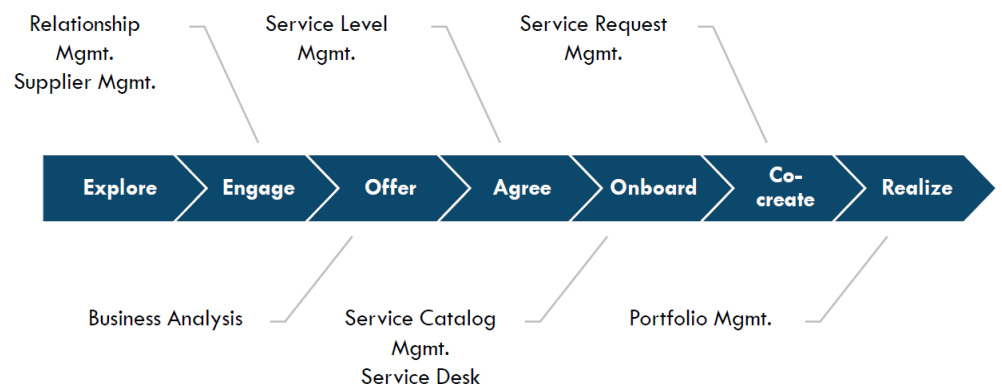 Relationship
Mgmt.
Supplier Mgmt.
Service Level
Mgmt.
Service Request
Mgmt.
Explore
Engage
Offer
Agree
Onboard
Co-
create
Realize
Business Analysis
Service Catalog
Mgmt.
Service Desk
Portfolio Mgmt.